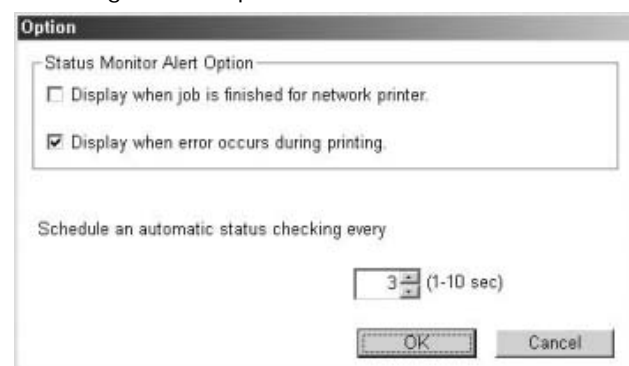 Option
Status Monitor Alert Option
Display when job is finished for network printer.
Display when error occurs during printing.
Schedule an automatic status checking every
3 (1-10 sec)
OK Cancel